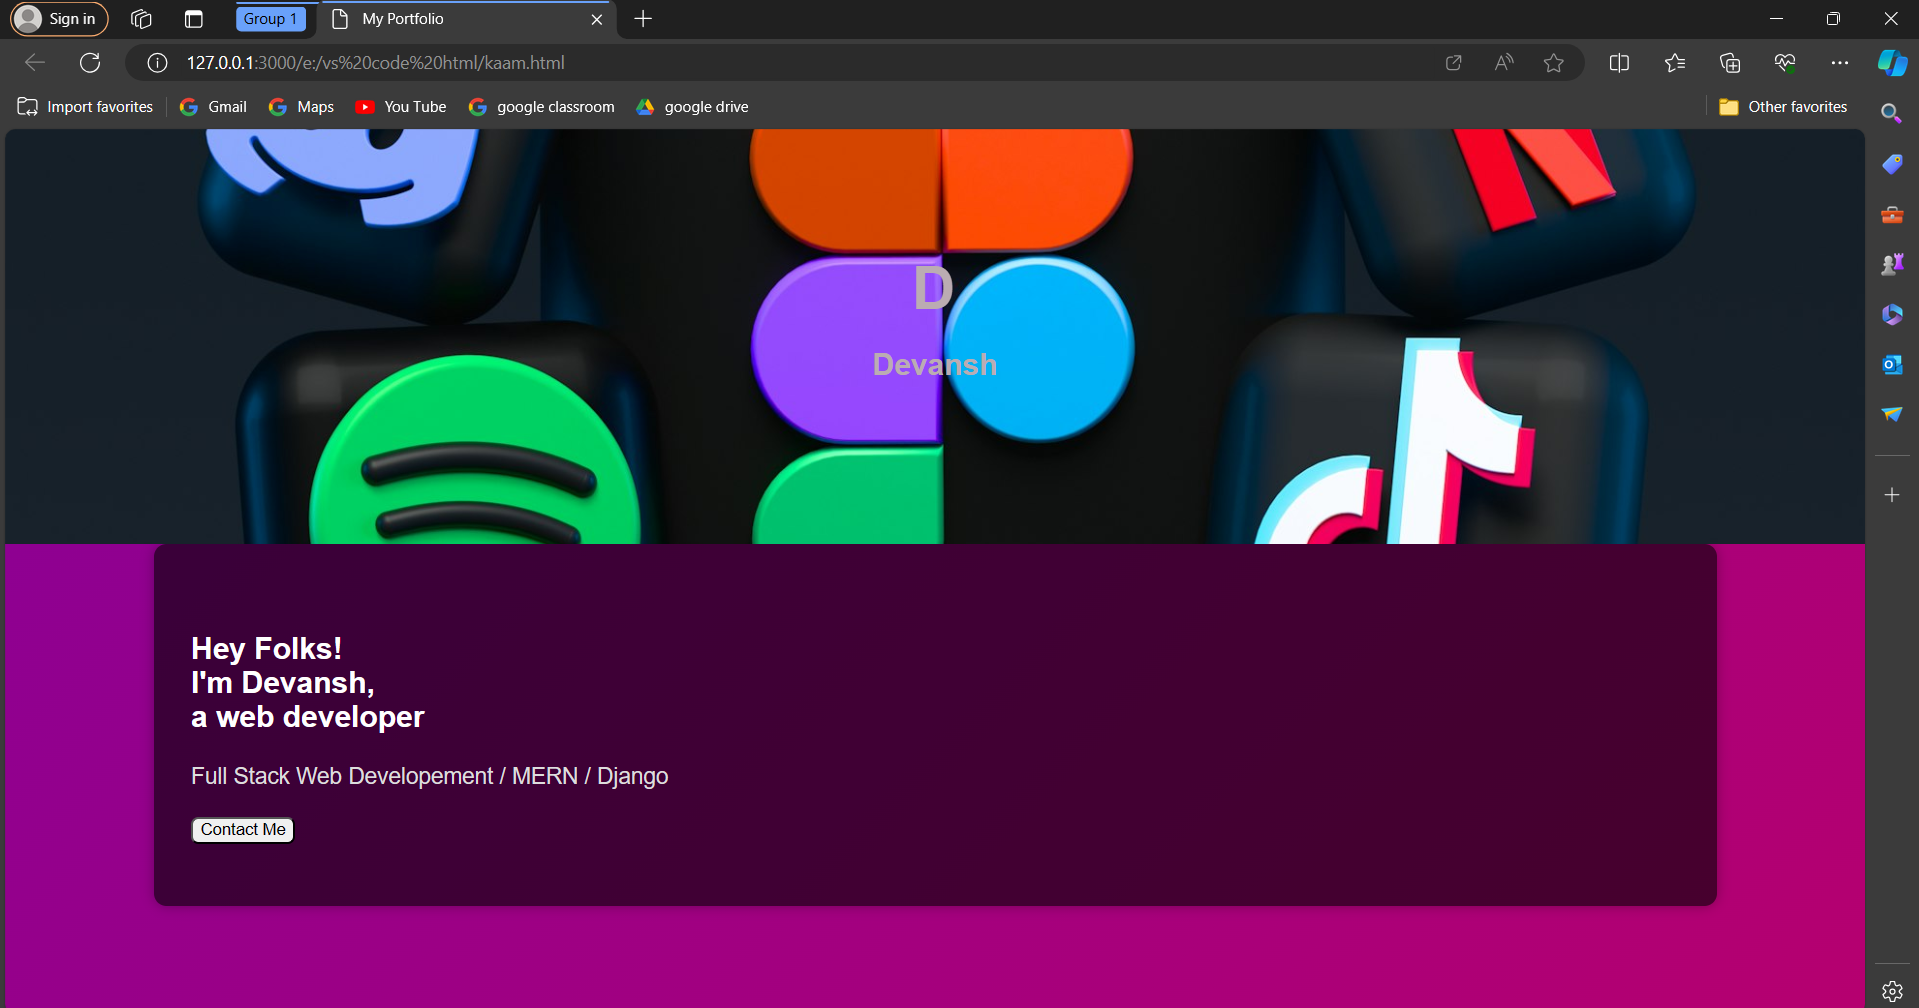 Sign in
Group 1
My Portfolio
127.0.0.1:3000/e:/vs%20code%20html/kaam.html
Import favorites
Gmail
Maps
You Tube
google classroom
google drive
Other favorites
D
Devansh
Hey Folks!
I'm Devansh,
a web developer
Full Stack Web Developement / MERN / Django
Contact Me